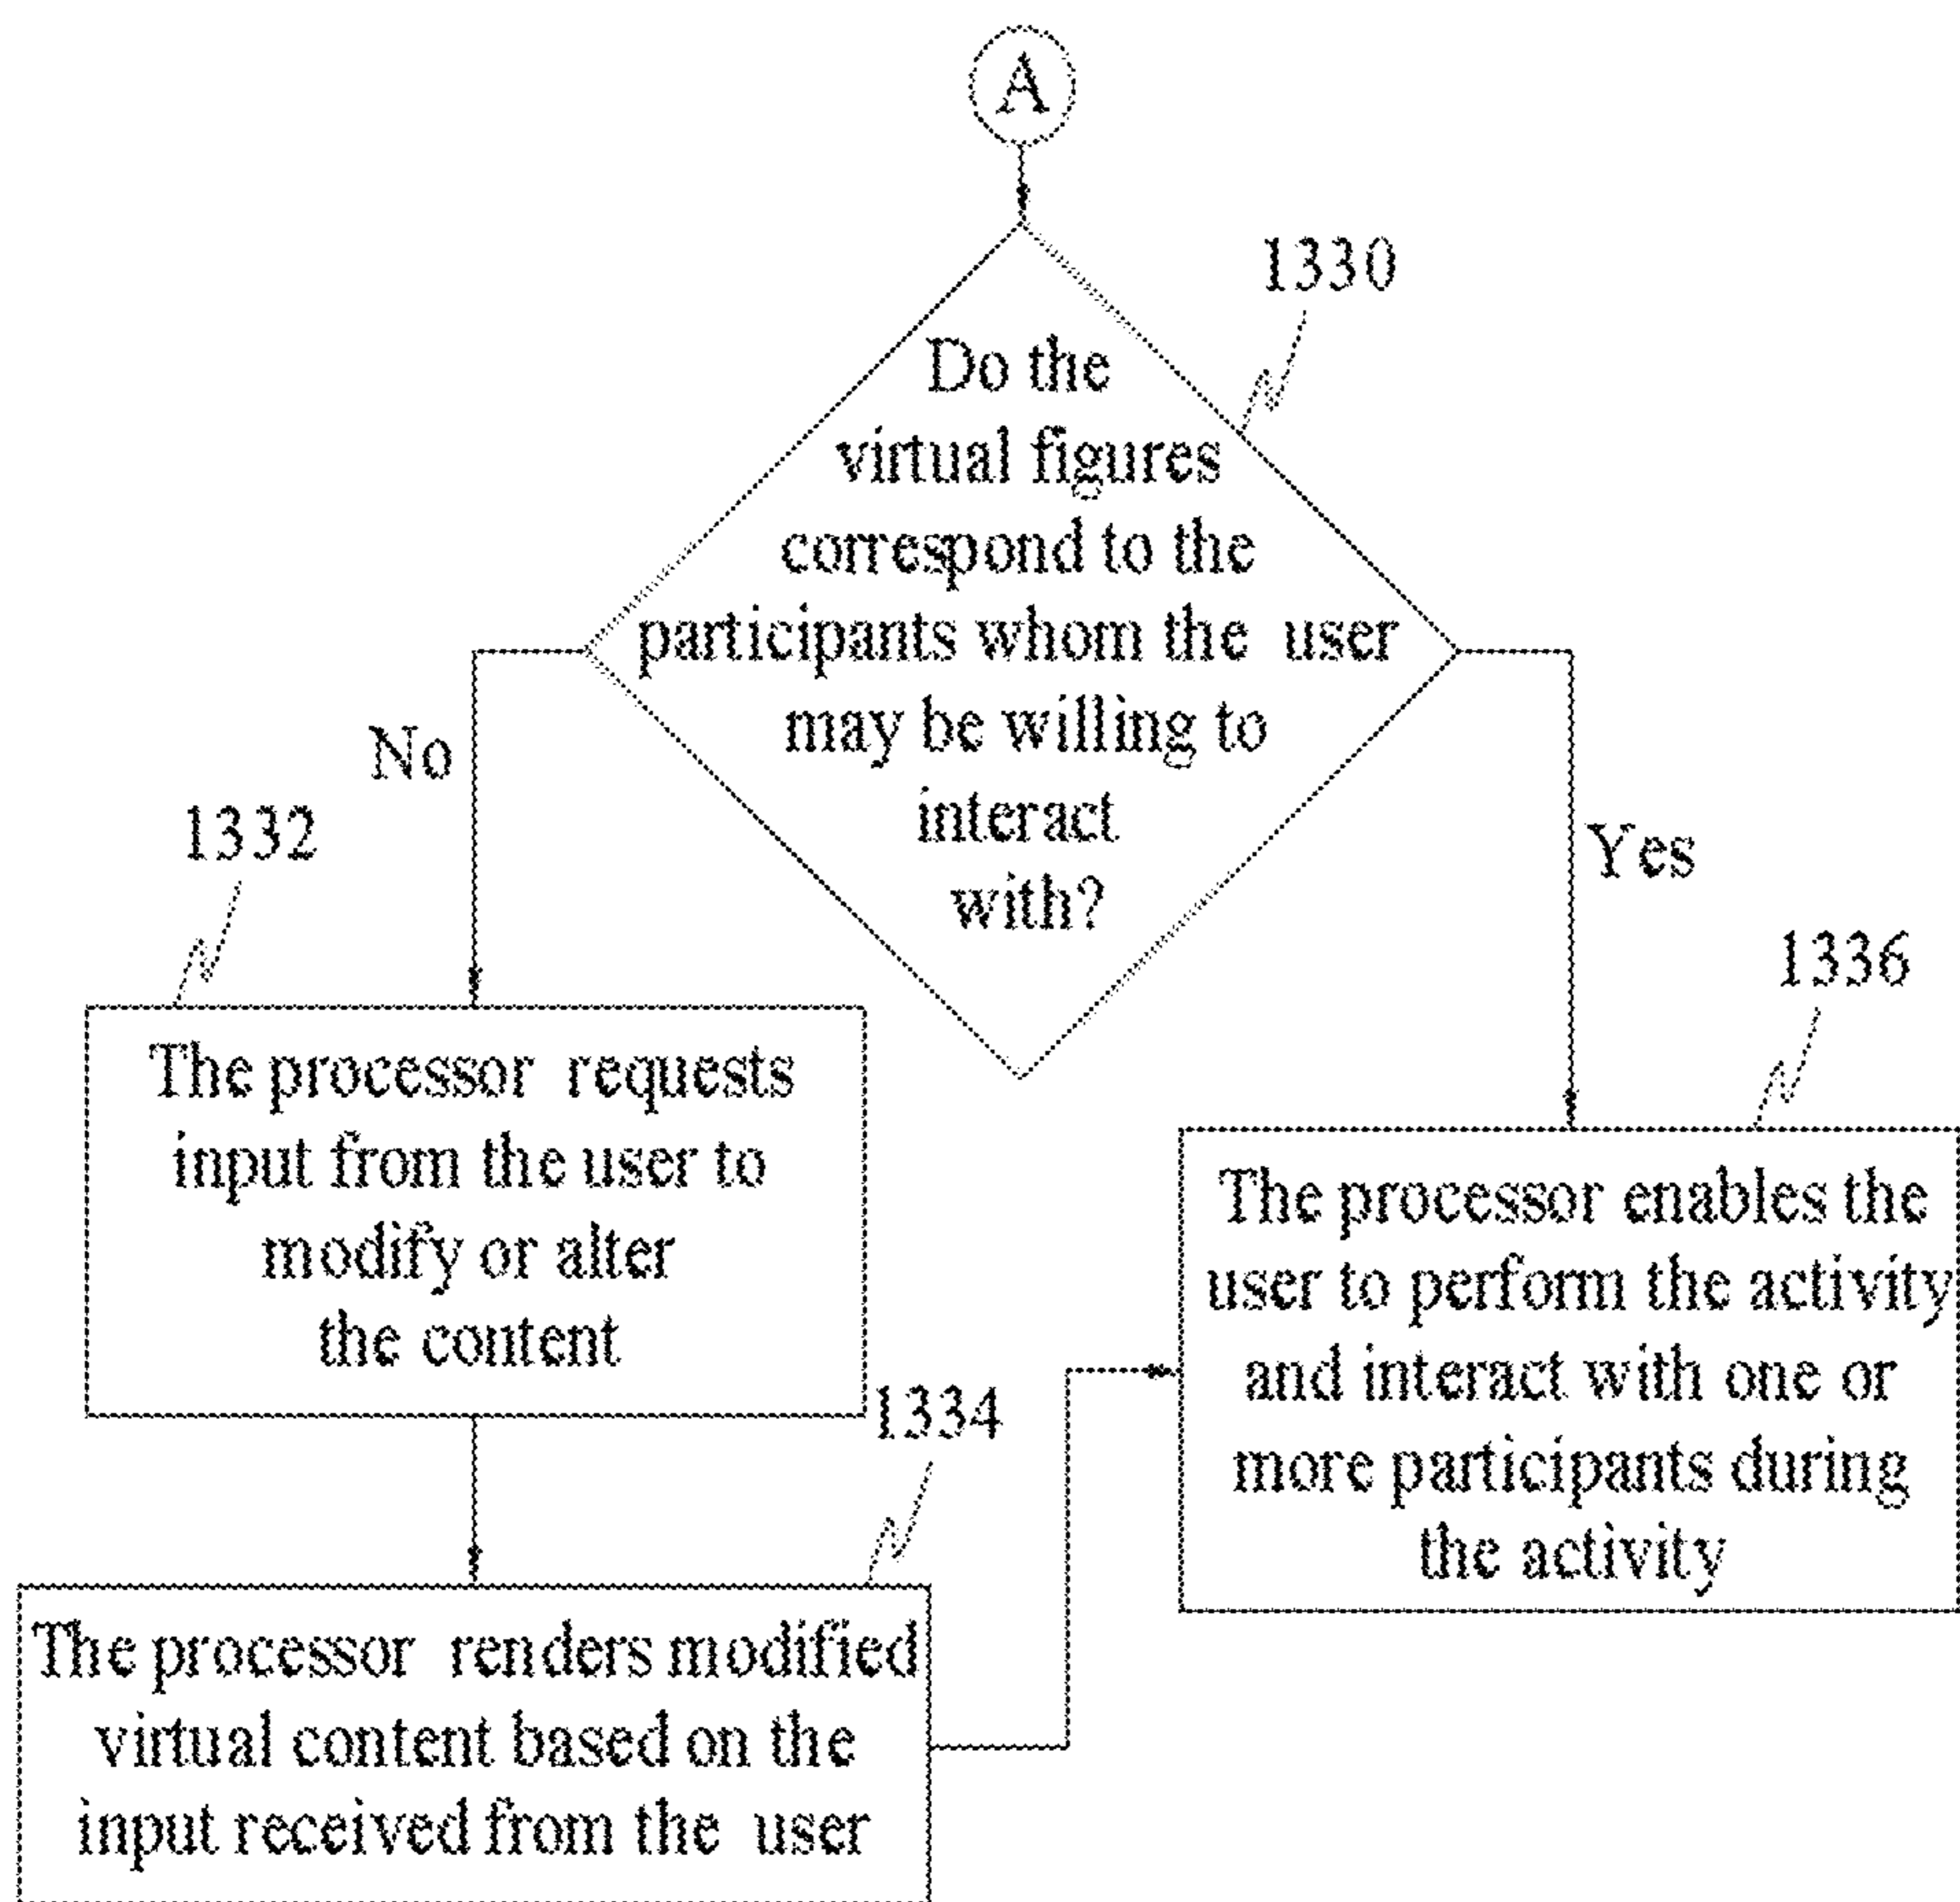 A
1330
Do the
virtual figures
correspond to the
participants whom the user
may be willing to
interact
with?
No
Yes
1332
The processor requests
input from the user to
modify or alter
the content
1336
The processor enables the
user to perform the activity
and interact with one or
more participants during
the activity
1334
The processor renders modified
virtual content based on the
input received from the user